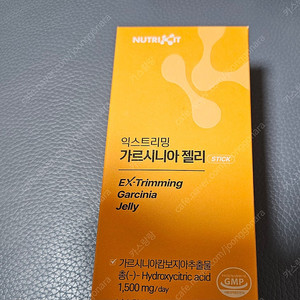 NUTRIXIT
익스트리밍
가르시니아 젤리 STICK
EX-Trimming
Garcinia
Jelly
가르시니아캄보지아추출물
총(-)- Hydroxycitric acid
1,500 mg/day
GMP